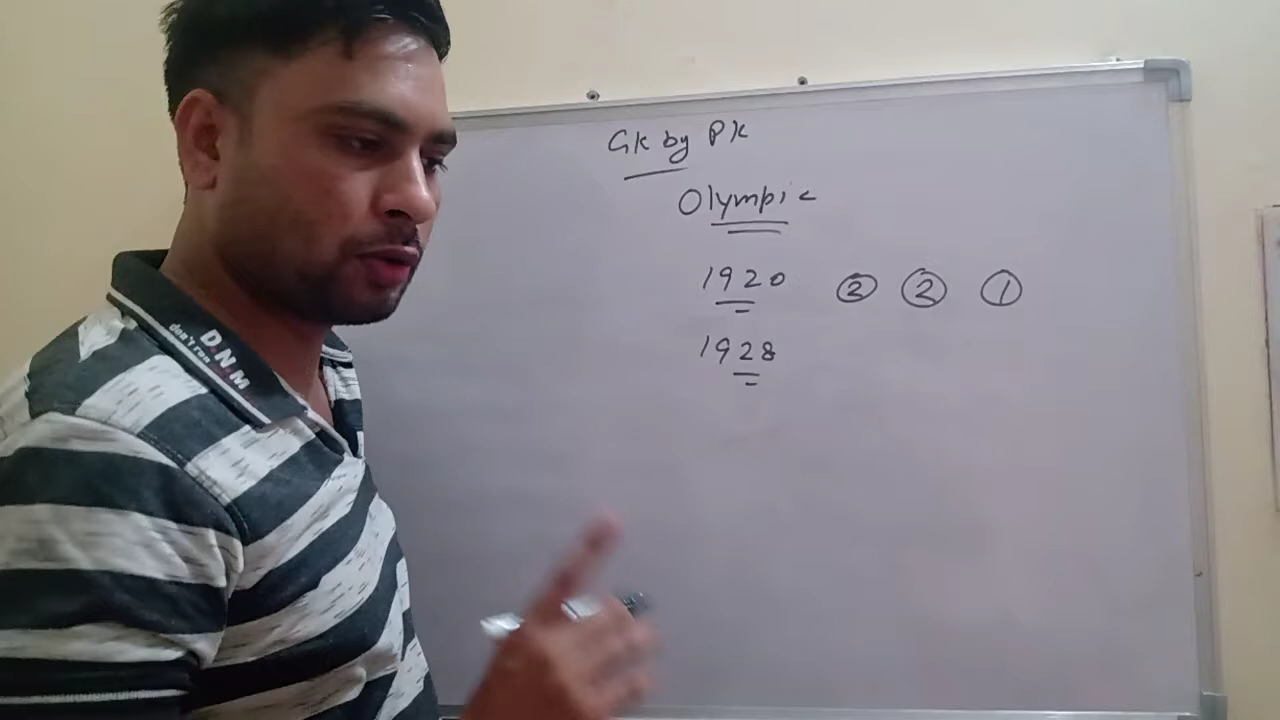 Gk by Pk
Olympic
1920 ② ② ①
1928
D.N.M
don't run